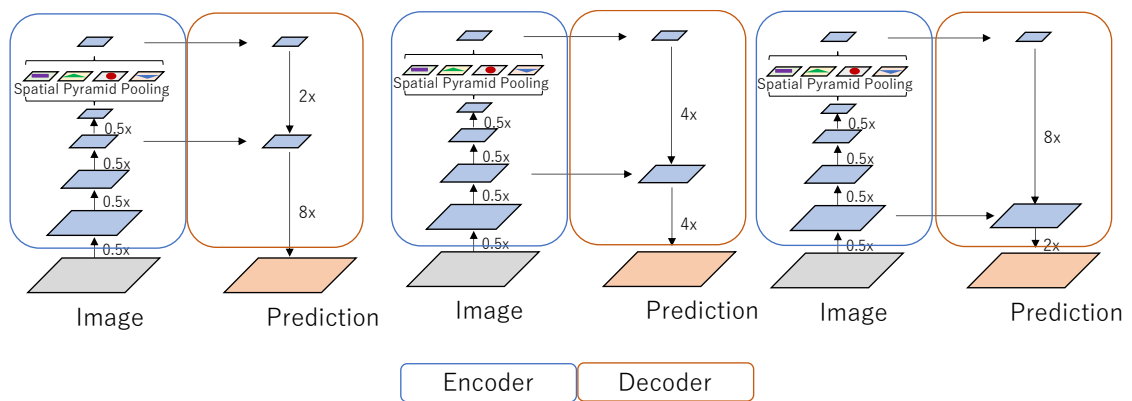 Spatial Pyramid Pooling
0.5x
0.5x
0.5x
0.5x
2x
8x
Image
Prediction
Spatial Pyramid Pooling
0.5x
0.5x
0.5x
0.5x
4x
4x
Image
Prediction
Spatial Pyramid Pooling
0.5x
0.5x
0.5x
0.5x
8x
2x
Image
Prediction
Encoder
Decoder